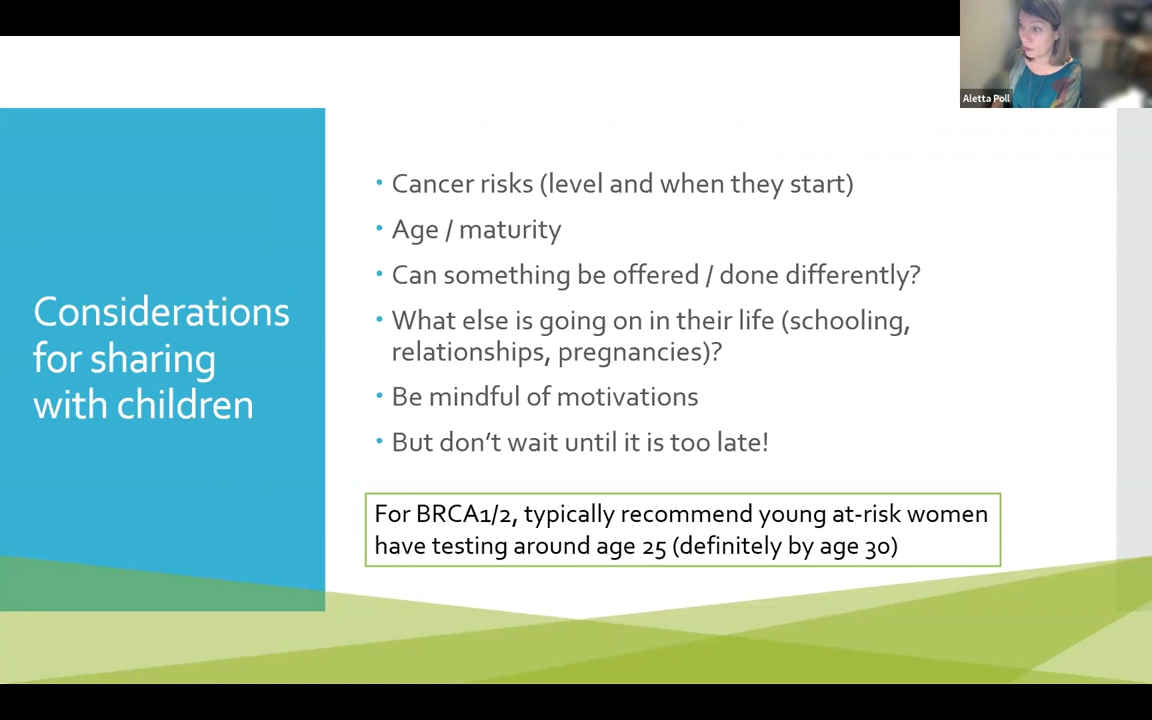 Aletta Poll
Considerations
for sharing
with children
• Cancer risks (level and when they start)
• Age / maturity
• Can something be offered / done differently?
• What else is going on in their life (schooling,
relationships, pregnancies)?
• Be mindful of motivations
• But don't wait until it is too late!
For BRCA1/2, typically recommend young at-risk women
have testing around age 25 (definitely by age 30)